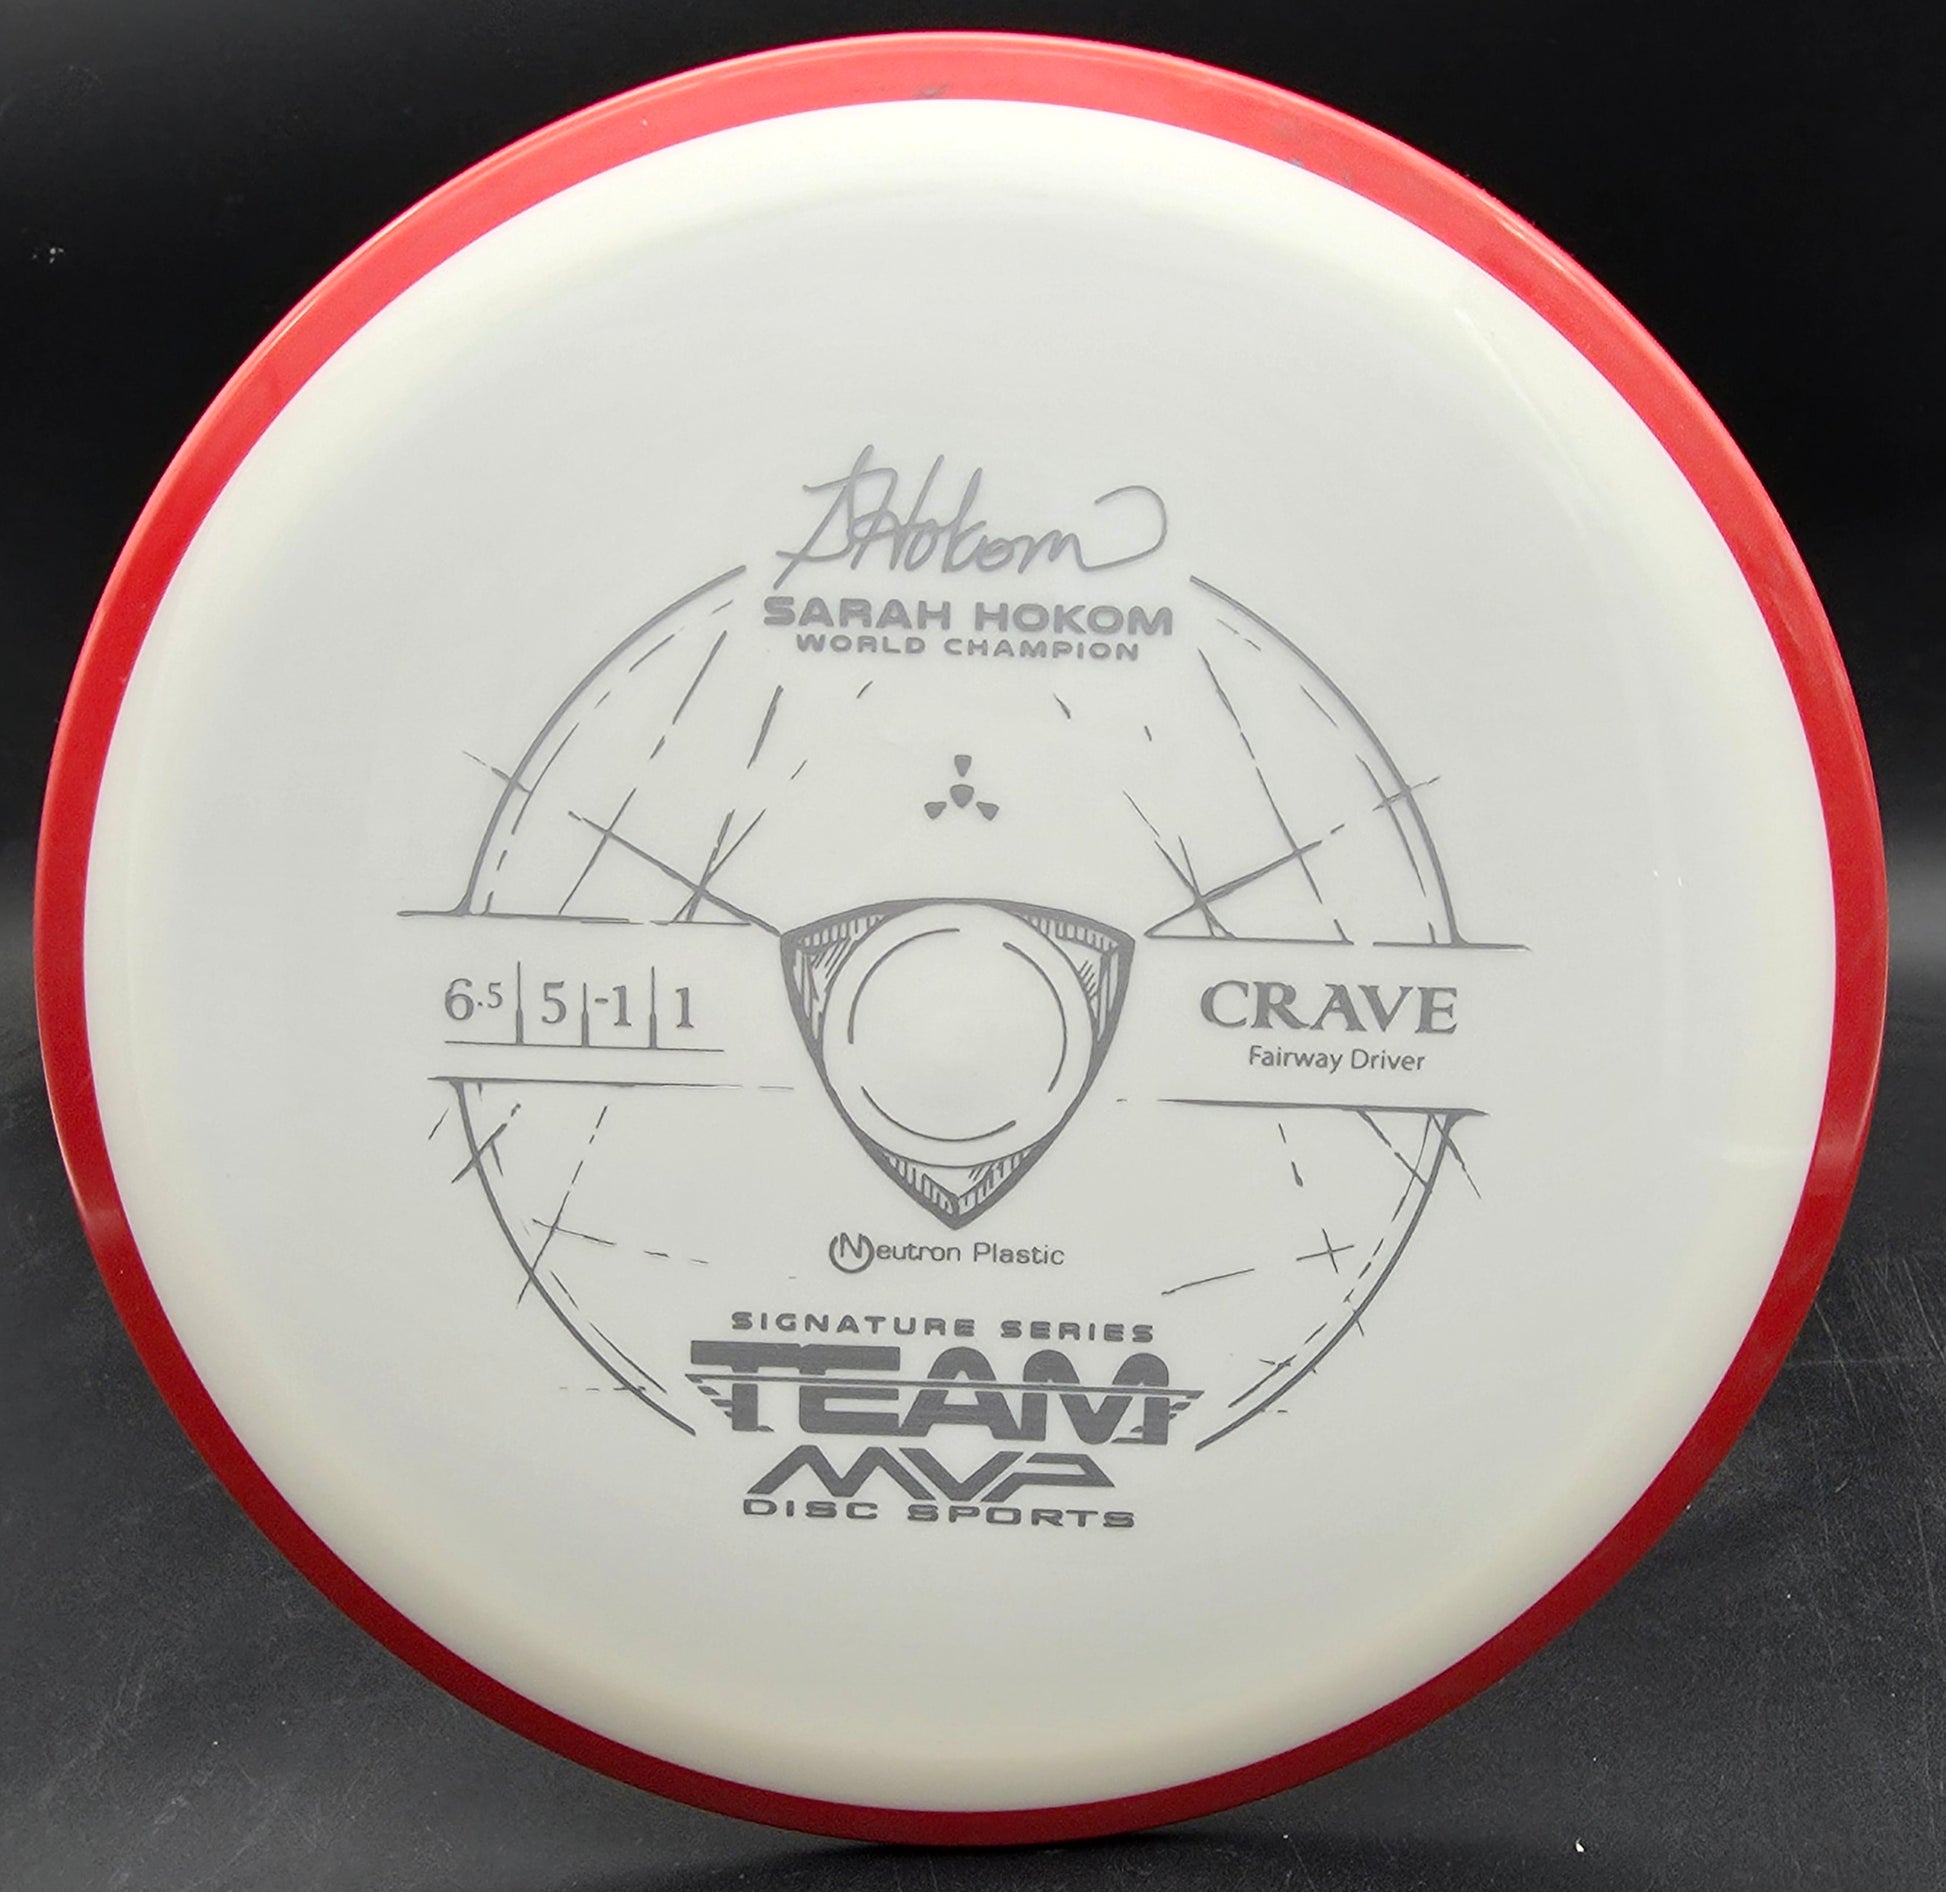 SHokom
SARAH HOKOM
WORLD CHAMPION
6.5 | 5 | -1 | 1
CRAVE
Fairway Driver
Neutron Plastic
SIGNATURE SERIES
TEAM
MVP
DISC SPORTS